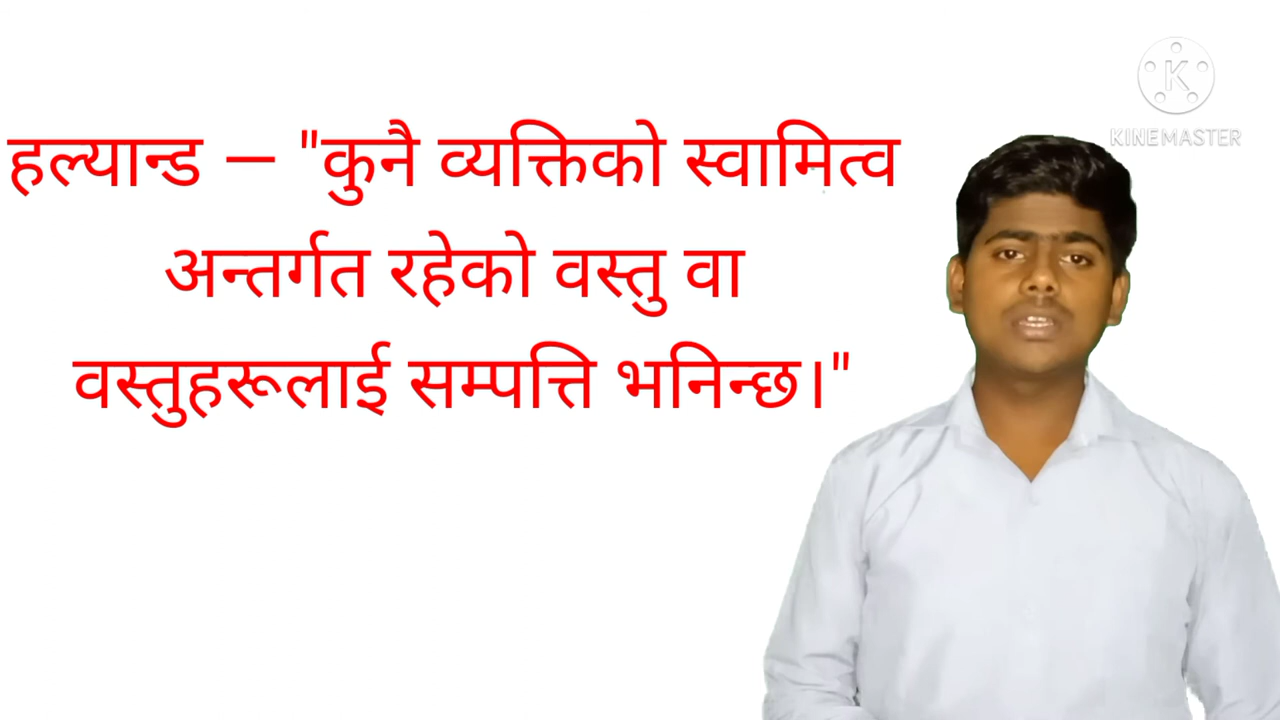 हल्यान्ड – "कुनै व्यक्तिको स्वामित्व
अन्तर्गत रहेको वस्तु वा
वस्तुहरूलाई सम्पत्ति भनिन्छ।"
K
KINEMASTER